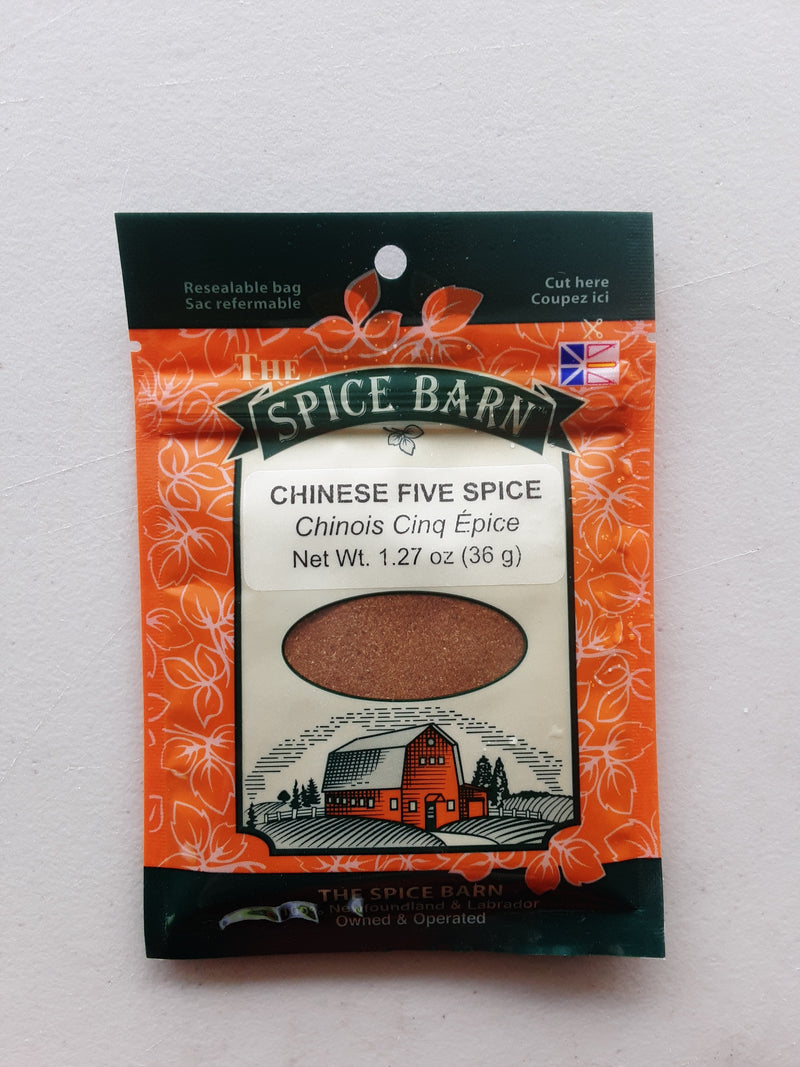 Resealable bag
Sac refermable
Cut here
Coupez ici
THE
SPICE BARN
CHINESE FIVE SPICE
Chinois Cinq Épice
Net Wt. 1.27 oz (36 g)
THE SPICE BARN
Newfoundland & Labrador
Owned & Operated